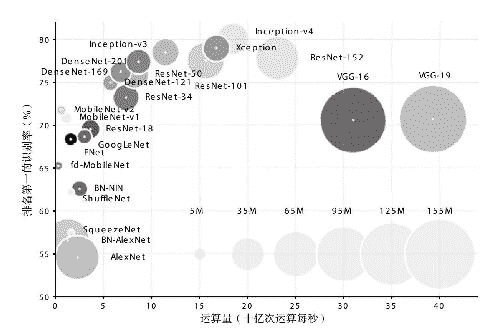 80
75
70
65
60
55
50
排名第一的识别率 (%)
Inception-v4
Inception-v3
Xception
DenseNet-201
ResNet-152
DenseNet-169
ResNet-50
DenseNet-121
ResNet-101
VGG-16
VGG-19
ResNet-34
MobileNet-v2
MobileNet-v1
ResNet-18
GoogLeNet
ENet
fd-MobileNet
BN-NIN
ShuffleNet
5M 35M 65M 95M 125M 155M
SqueezeNet
BN-AlexNet
AlexNet
0 5 10 15 20 25 30 35 40
运算量 (十亿次运算每秒)